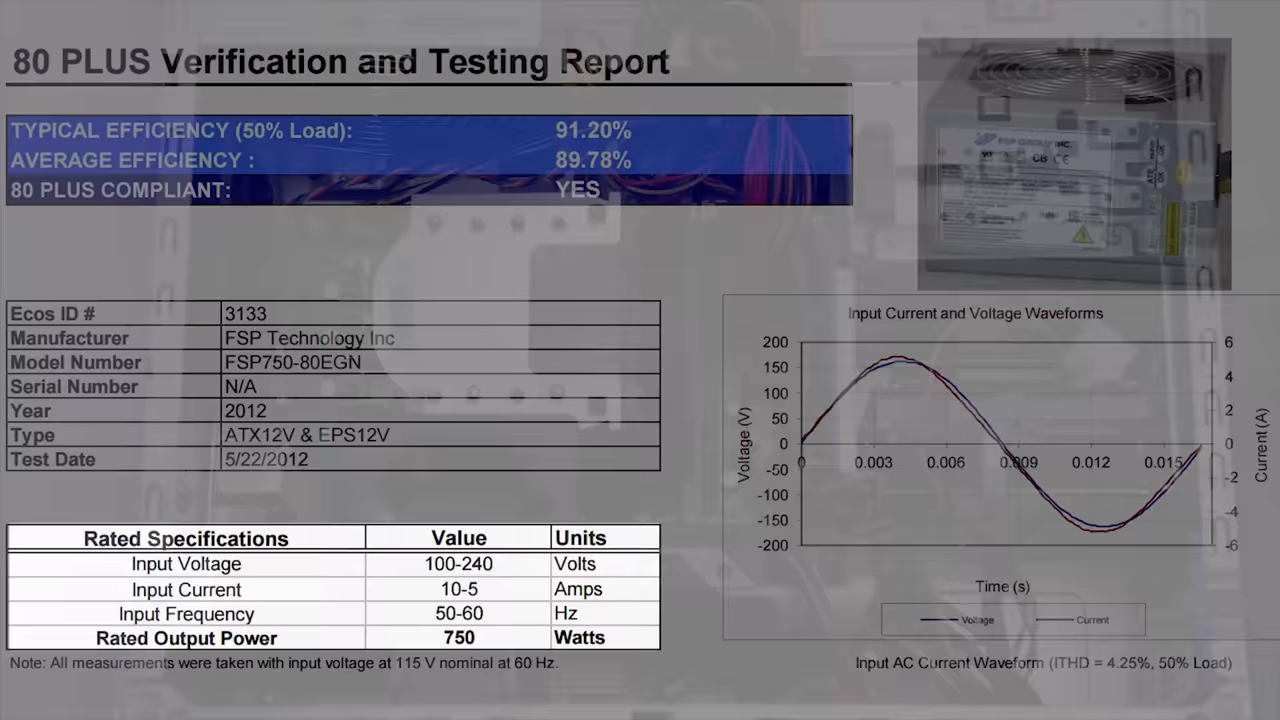 80 PLUS Verification and Testing Report
TYPICAL EFFICIENCY (50% Load): 91.20%
AVERAGE EFFICIENCY : 89.78%
80 PLUS COMPLIANT: YES
FSP GROUP INC.
CB CE
Ecos ID # 3133
Manufacturer FSP Technology Inc
Model Number FSP750-80EGN
Serial Number N/A
Year 2012
Type ATX12V & EPS12V
Test Date 5/22/2012
Rated Specifications Value Units
Input Voltage 100-240 Volts
Input Current 10-5 Amps
Input Frequency 50-60 Hz
Rated Output Power 750 Watts
Note: All measurements were taken with input voltage at 115 V nominal at 60 Hz.
Input Current and Voltage Waveforms
Voltage (V)
200
150
100
50
0
-50
-100
-150
-200
0 0.003 0.006 0.009 0.012 0.015
6
4
2
0
-2
-4
-6
Current (A)
Time (s)
Voltage Current
Input AC Current Waveform (ITHD = 4.25%, 50% Load)